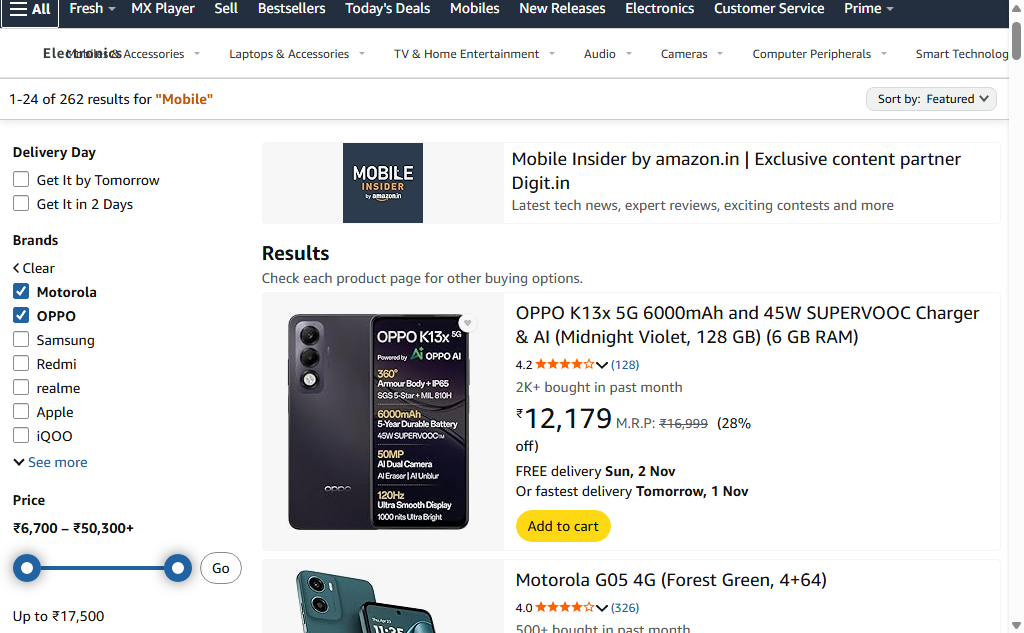 All Fresh MX Player Sell Bestsellers Today's Deals Mobiles New Releases Electronics Customer Service Prime
Electronics Mobiles & Accessories Laptops & Accessories TV & Home Entertainment Audio Cameras Computer Peripherals Smart Technolog
1-24 of 262 results for "Mobile"
Sort by: Featured
Delivery Day
Get It by Tomorrow
Get It in 2 Days
Brands
Clear
Motorola
OPPO
Samsung
Redmi
realme
Apple
iQOO
See more
Price
₹6,700 – ₹50,300+
Go
Up to ₹17,500
MOBILE
INSIDER
by amazon.in
Mobile Insider by amazon.in | Exclusive content partner
Digit.in
Latest tech news, expert reviews, exciting contests and more
Results
Check each product page for other buying options.
OPPO K13x 5G
Powered by Ai OPPO AI
360°
Armour Body + IP65
SGS 5-Star + MIL 810H
6000mAh
5-Year Durable Battery
45W SUPERVOOC™
50MP
AI Dual Camera
AI Eraser | AI Unblur
120Hz
Ultra Smooth Display
1000 nits Ultra Bright
oppo
OPPO K13x 5G 6000mAh and 45W SUPERVOOC Charger
& AI (Midnight Violet, 128 GB) (6 GB RAM)
4.2 (128)
2K+ bought in past month
₹12,179 M.R.P: ₹16,999 (28%
off)
FREE delivery Sun, 2 Nov
Or fastest delivery Tomorrow, 1 Nov
Add to cart
Motorola G05 4G (Forest Green, 4+64)
4.0 (326)
500+ bought in past month